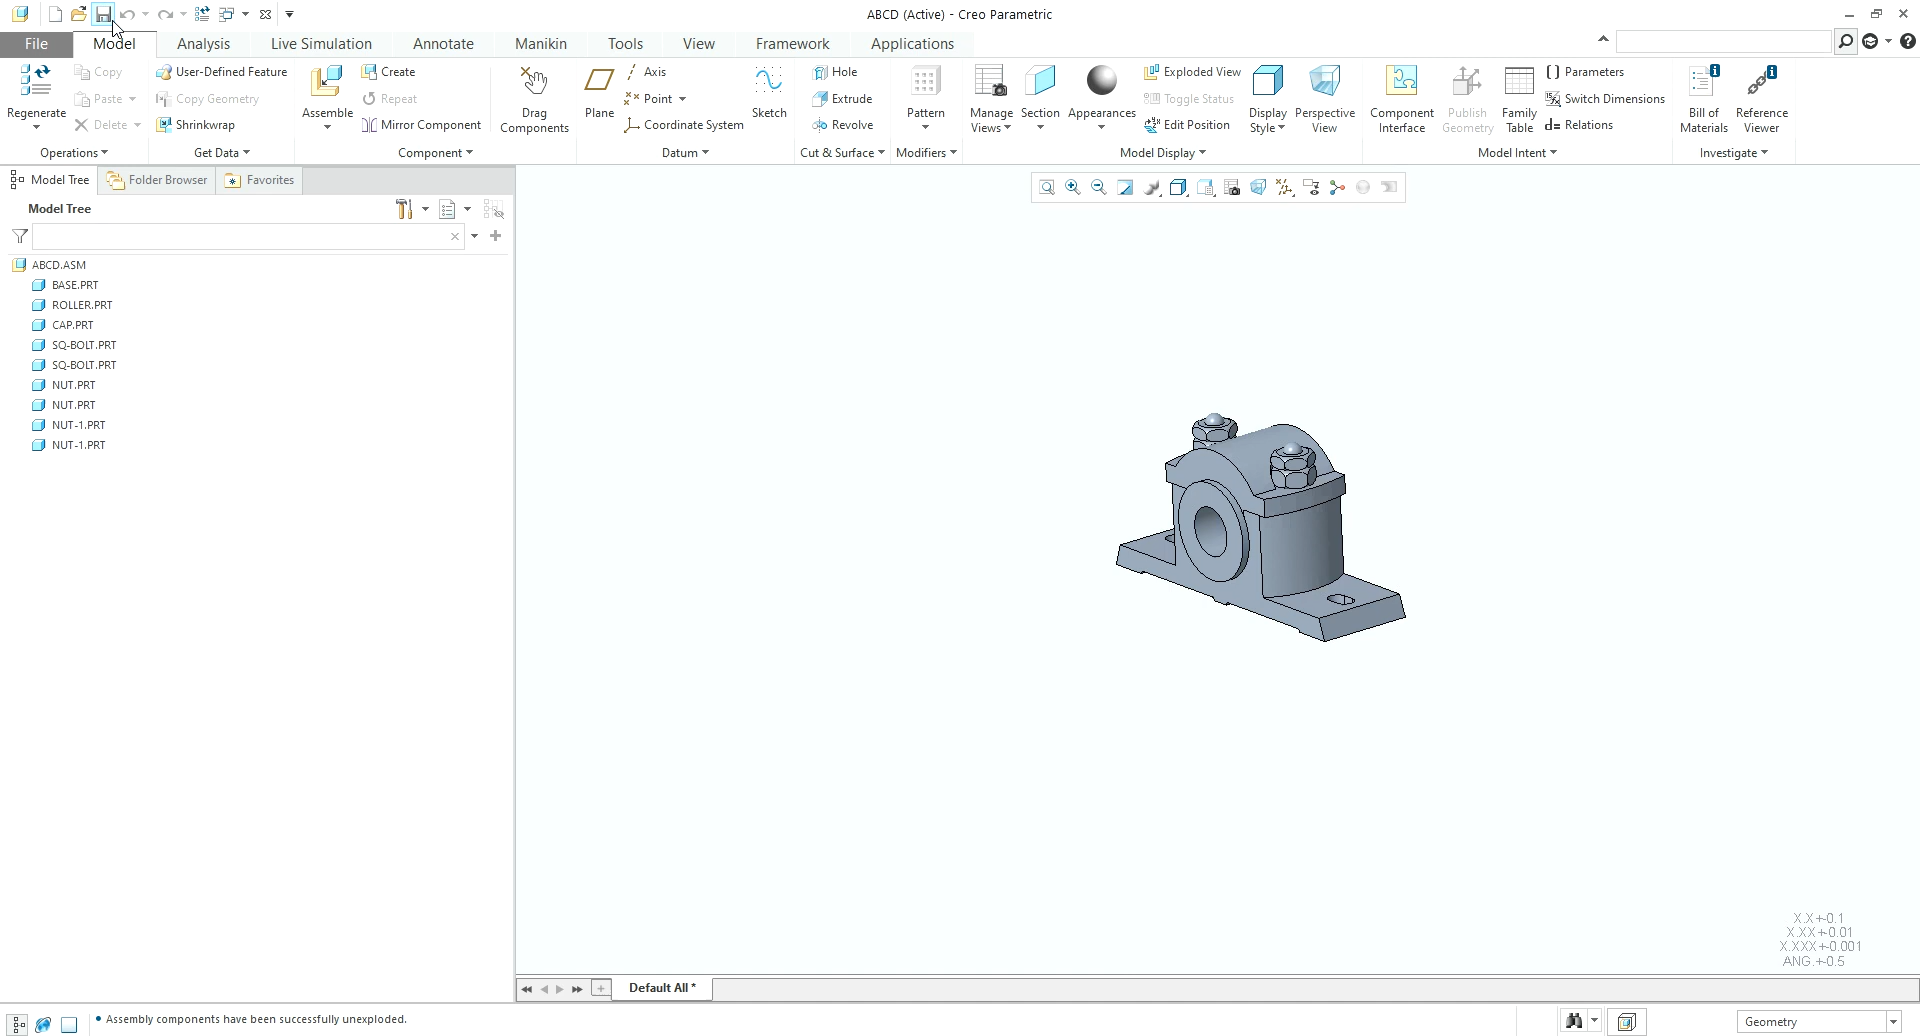 ABCD (Active) - Creo Parametric
File Model Analysis Live Simulation Annotate Manikin Tools View Framework Applications
Regenerate
Copy
Paste
Delete
Operations
User-Defined Feature
Copy Geometry
Shrinkwrap
Get Data
Assemble
Create
Repeat
Mirror Component
Component
Drag
Components
Plane
Axis
Point
Coordinate System
Sketch
Datum
Hole
Extrude
Revolve
Cut & Surface
Pattern
Modifiers
Manage
Views
Section
Appearances
Exploded View
Toggle Status
Edit Position
Display
Style
Perspective
View
Model Display
Component
Interface
Publish
Geometry
Family
Table
Parameters
Switch Dimensions
d= Relations
Model Intent
Bill of
Materials
Reference
Viewer
Investigate
Model Tree Folder Browser Favorites
Model Tree
ABCD.ASM
BASE.PRT
ROLLER.PRT
CAP.PRT
SQ-BOLT.PRT
SQ-BOLT.PRT
NUT.PRT
NUT.PRT
NUT-1.PRT
NUT-1.PRT
X.X+-0.1
X.XX+-0.01
X.XXX+-0.001
ANG.+-0.5
Default All *
• Assembly components have been successfully unexploded.
Geometry